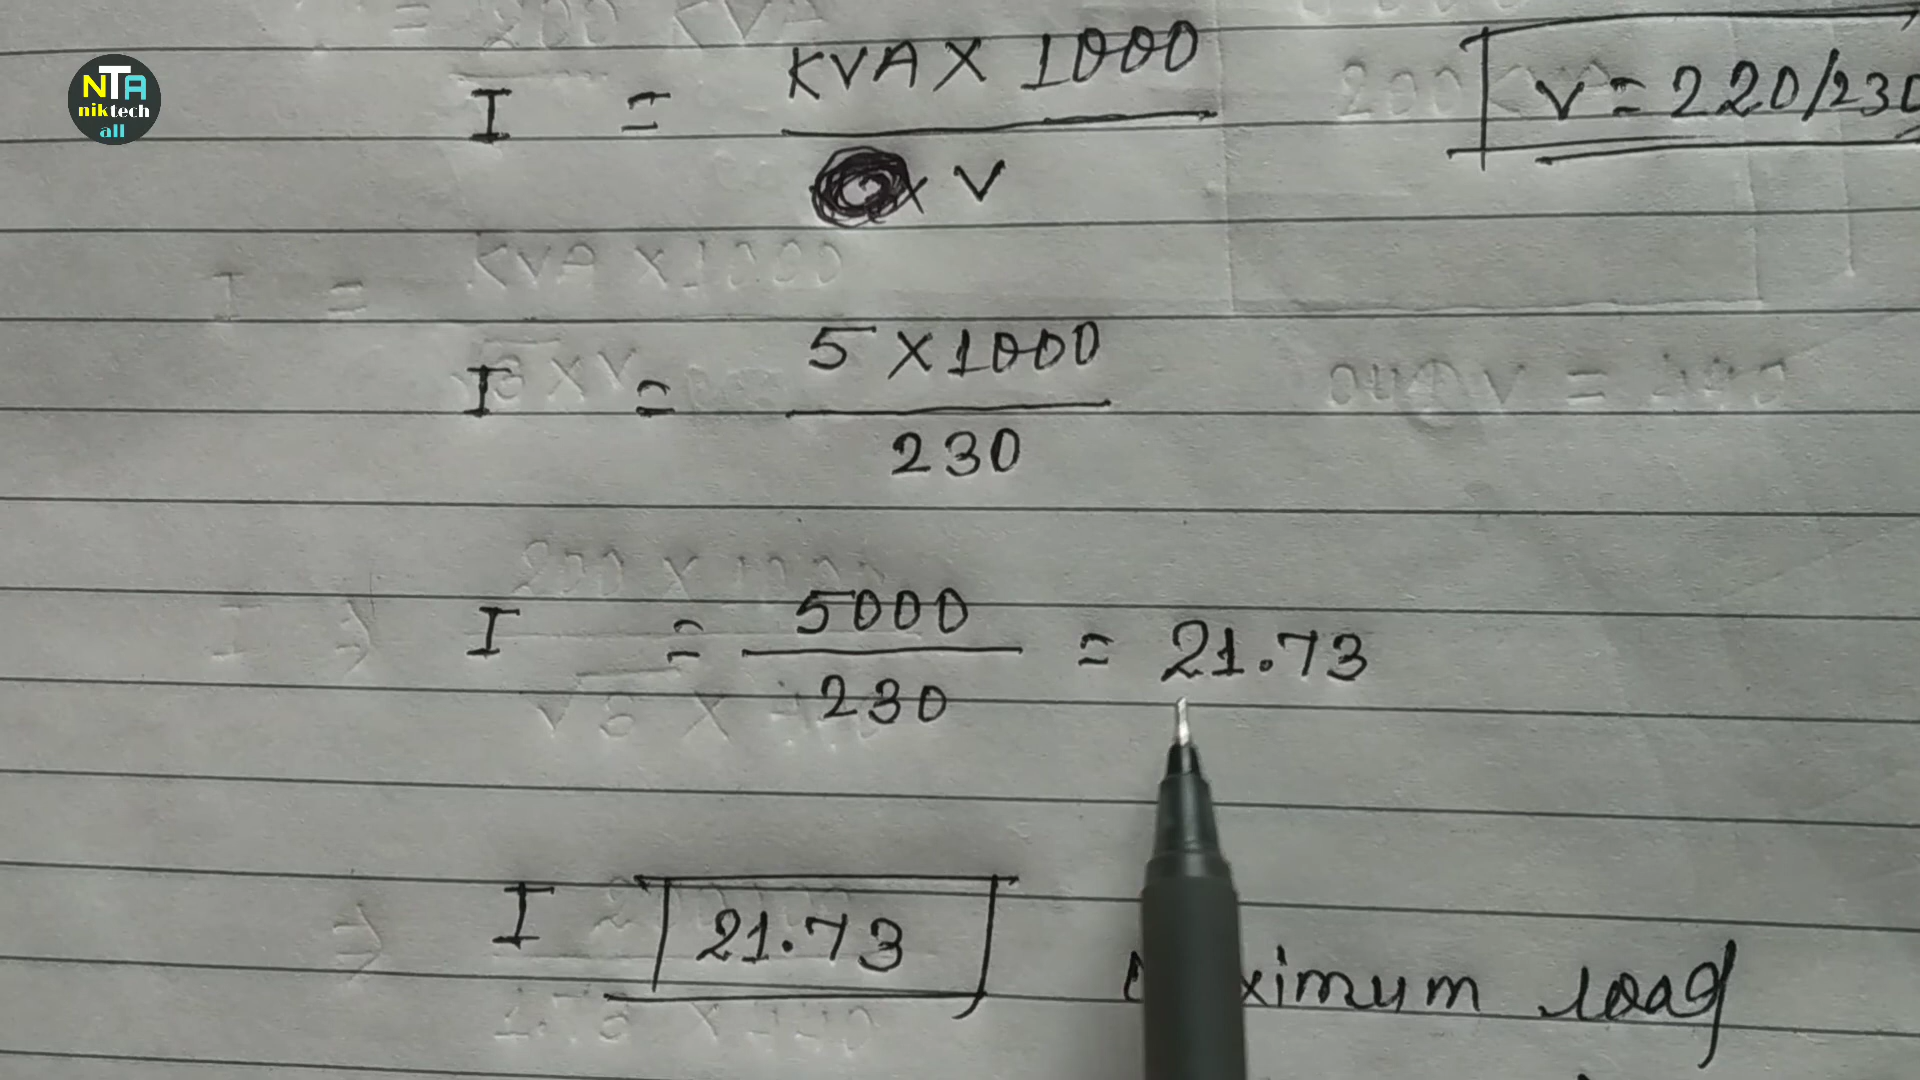 NTA
niktech
all
I = KVA X 1000
X V
V = 220/230
I = 5 X 1000
230
I = 5000 = 21.73
230
I 21.73
ximum load